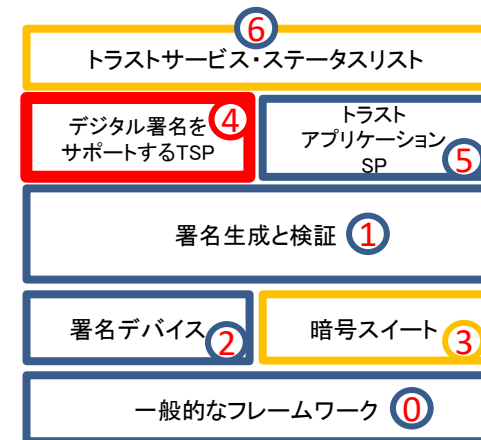 ⑥
トラストサービス・ステータスリスト
デジタル署名を
サポートするTSP
④
トラスト
アプリケーション
SP
⑤
署名生成と検証 ①
署名デバイス ②
暗号スイート ③
一般的なフレームワーク ⓪